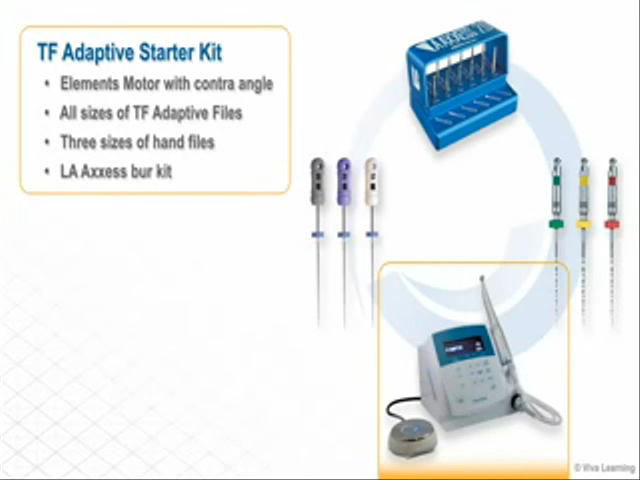 TF Adaptive Starter Kit
• Elements Motor with contra angle
• All sizes of TF Adaptive Files
• Three sizes of hand files
• LA Axxess bur kit
© Viva Learning